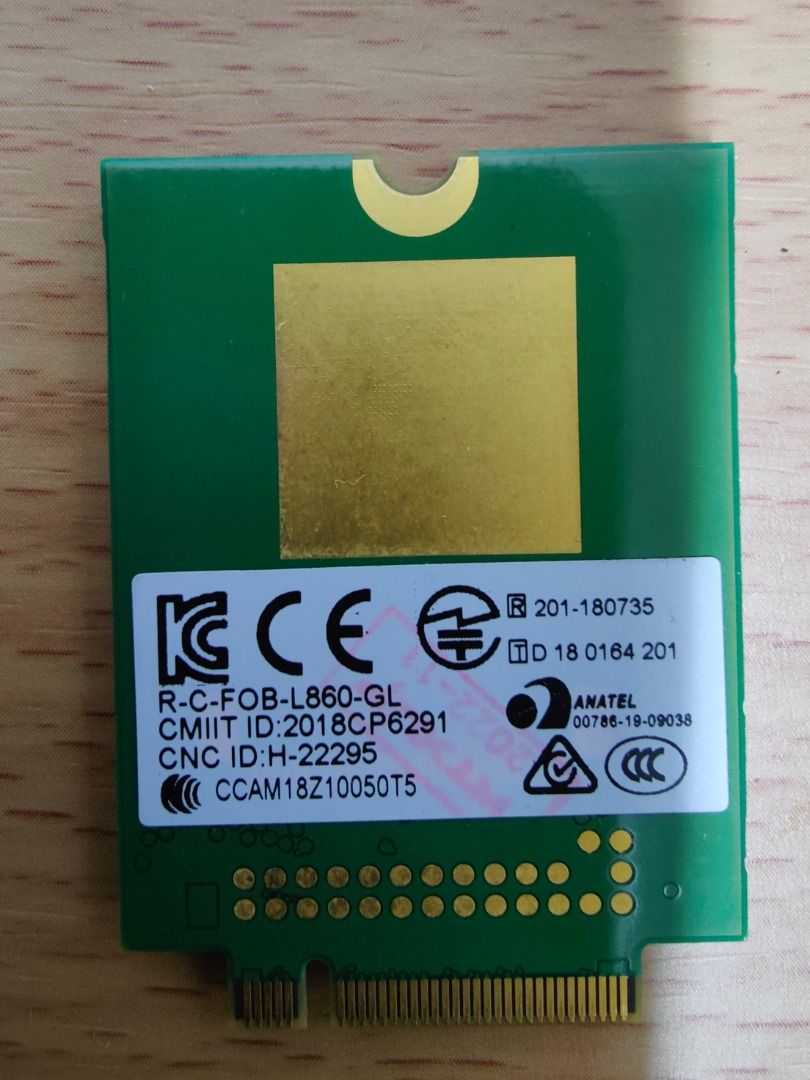 KC CE R 201-180735
T D 18 0164 201
R-C-FOB-L860-GL
ANATEL
CMIIT ID:2018CP6291
00786-19-09038
CNC ID:H-22295
CCAM18Z10050T5
CCC